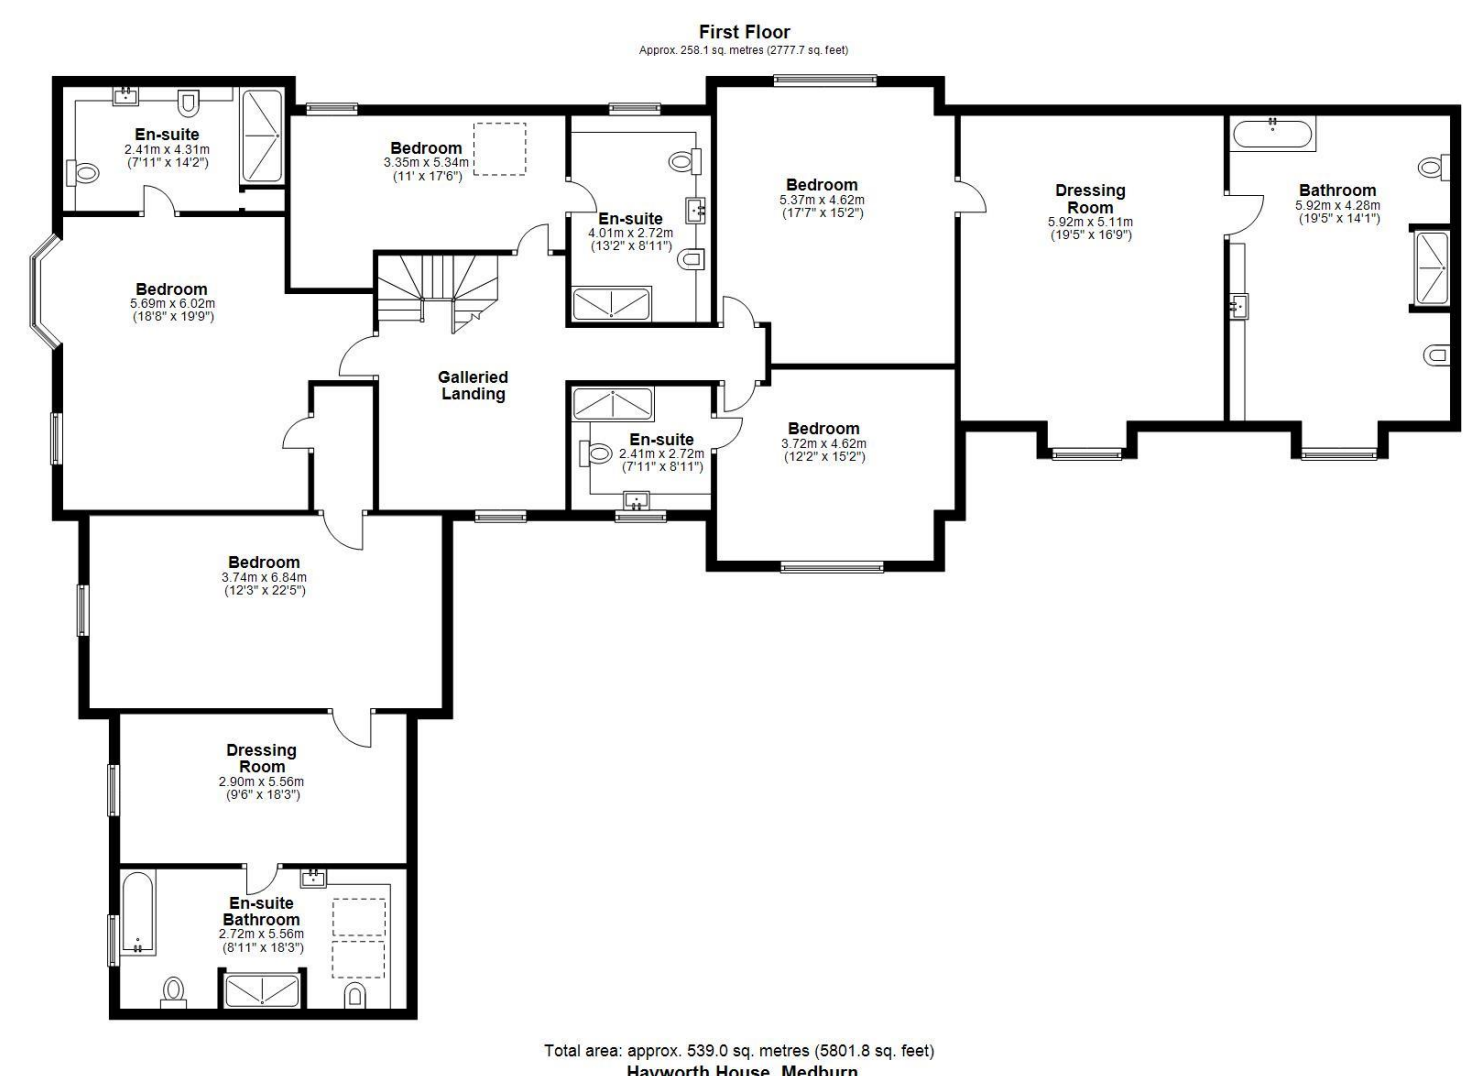 First Floor
Approx. 258.1 sq. metres (2777.7 sq. feet)
En-suite
2.41m x 4.31m
(7'11" x 14'2")
Bedroom
3.35m x 5.34m
(11' x 17'6")
En-suite
4.01m x 2.72m
(13'2" x 8'11")
Bedroom
5.37m x 4.62m
(17'7" x 15'2")
Dressing
Room
5.92m x 5.11m
(19'5" x 16'9")
Bathroom
5.92m x 4.28m
(19'5" x 14'1")
Bedroom
5.69m x 6.02m
(18'8" x 19'9")
Galleried
Landing
En-suite
2.41m x 2.72m
(7'11" x 8'11")
Bedroom
3.72m x 4.62m
(12'2" x 15'2")
Bedroom
3.74m x 6.84m
(12'3" x 22'5")
Dressing
Room
2.90m x 5.56m
(9'6" x 18'3")
En-suite
Bathroom
2.72m x 5.56m
(8'11" x 18'3")
Total area: approx. 539.0 sq. metres (5801.8 sq. feet)
Hayworth House, Medburn